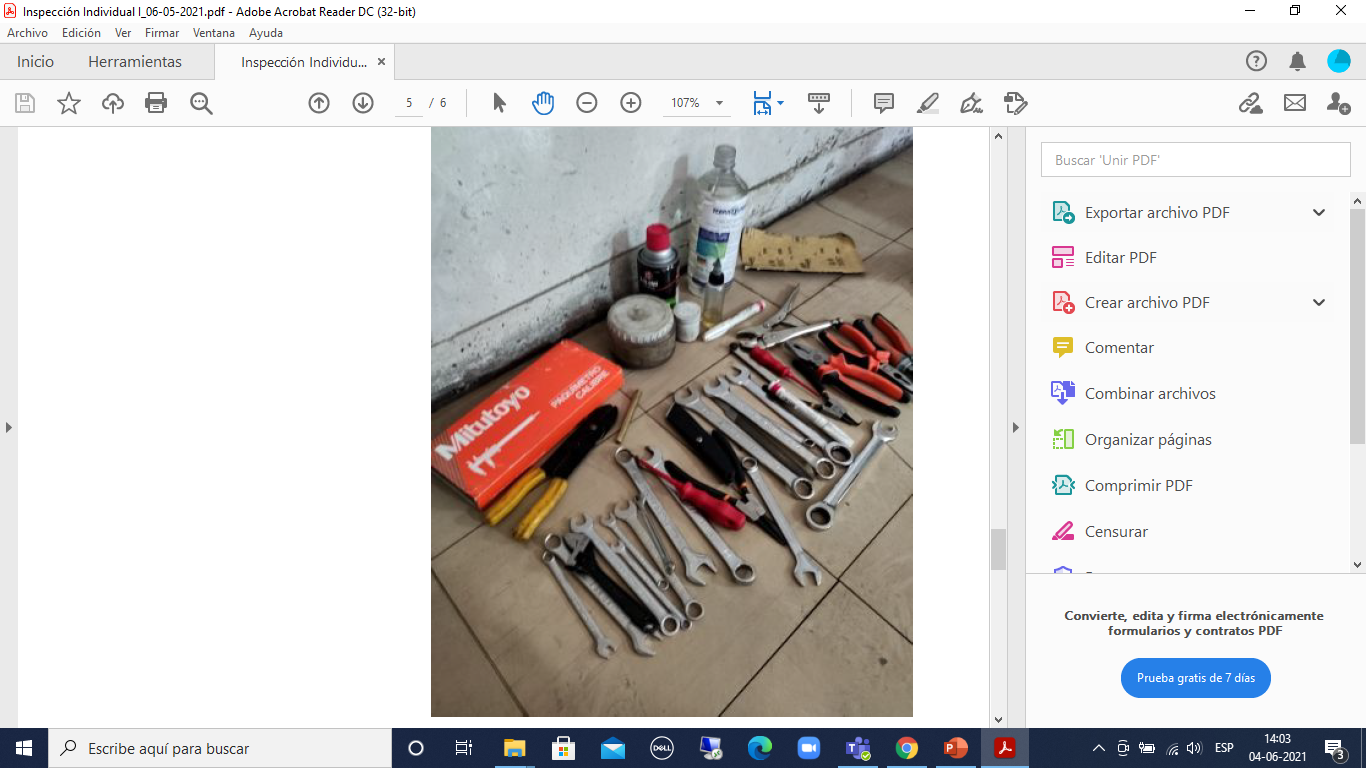 Inspección Individual I_06-05-2021.pdf - Adobe Acrobat Reader DC (32-bit)
Archivo Edición Ver Firmar Ventana Ayuda
Inicio Herramientas Inspección Individu...
5 / 6 107%
Buscar 'Unir PDF'
Exportar archivo PDF
Editar PDF
Crear archivo PDF
Comentar
Combinar archivos
Organizar páginas
Comprimir PDF
Censurar
Mitutoyo
PAQUÍMETRO
CALIBRE
Convierte, edita y firma electrónicamente
formularios y contratos PDF
Prueba gratis de 7 días
Escribe aquí para buscar
DELL
ESP
14:03
04-06-2021
3